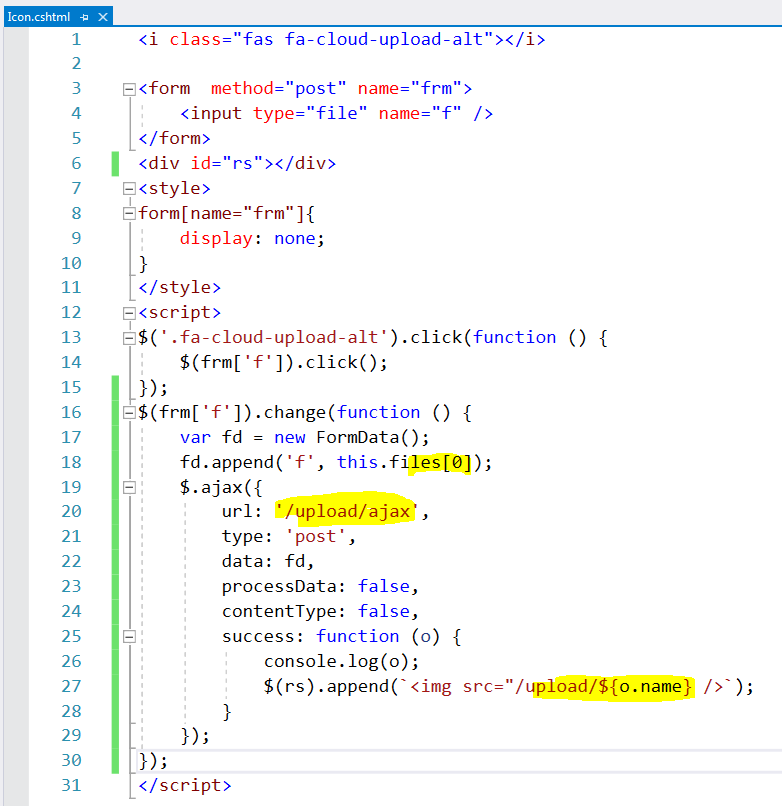 Icon.cshtml
1 <i class="fas fa-cloud-upload-alt"></i>
2
3 <form  method="post" name="frm">
4     <input type="file" name="f" />
5 </form>
6 <div id="rs"></div>
7 <style>
8 form[name="frm"]{
9     display: none;
10 }
11 </style>
12 <script>
13 $('.fa-cloud-upload-alt').click(function () {
14     $(frm['f']).click();
15 });
16 $(frm['f']).change(function () {
17     var fd = new FormData();
18     fd.append('f', this.files[0]);
19     $.ajax({
20         url: '/upload/ajax',
21         type: 'post',
22         data: fd,
23         processData: false,
24         contentType: false,
25         success: function (o) {
26             console.log(o);
27             $(rs).append(`<img src="/upload/${o.name} />`);
28         }
29     });
30 });
31 </script>